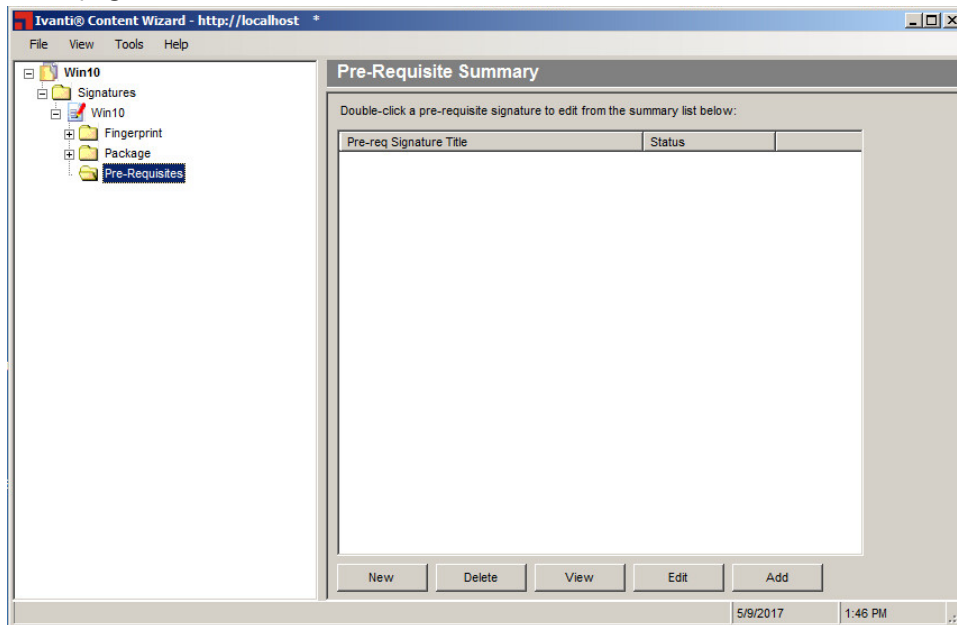 Ivanti® Content Wizard - http://localhost *
File View Tools Help
Win10
Signatures
Win10
Fingerprint
Package
Pre-Requisites
Pre-Requisite Summary
Double-click a pre-requisite signature to edit from the summary list below:
Pre-req Signature Title Status
New Delete View Edit Add
5/9/2017 1:46 PM